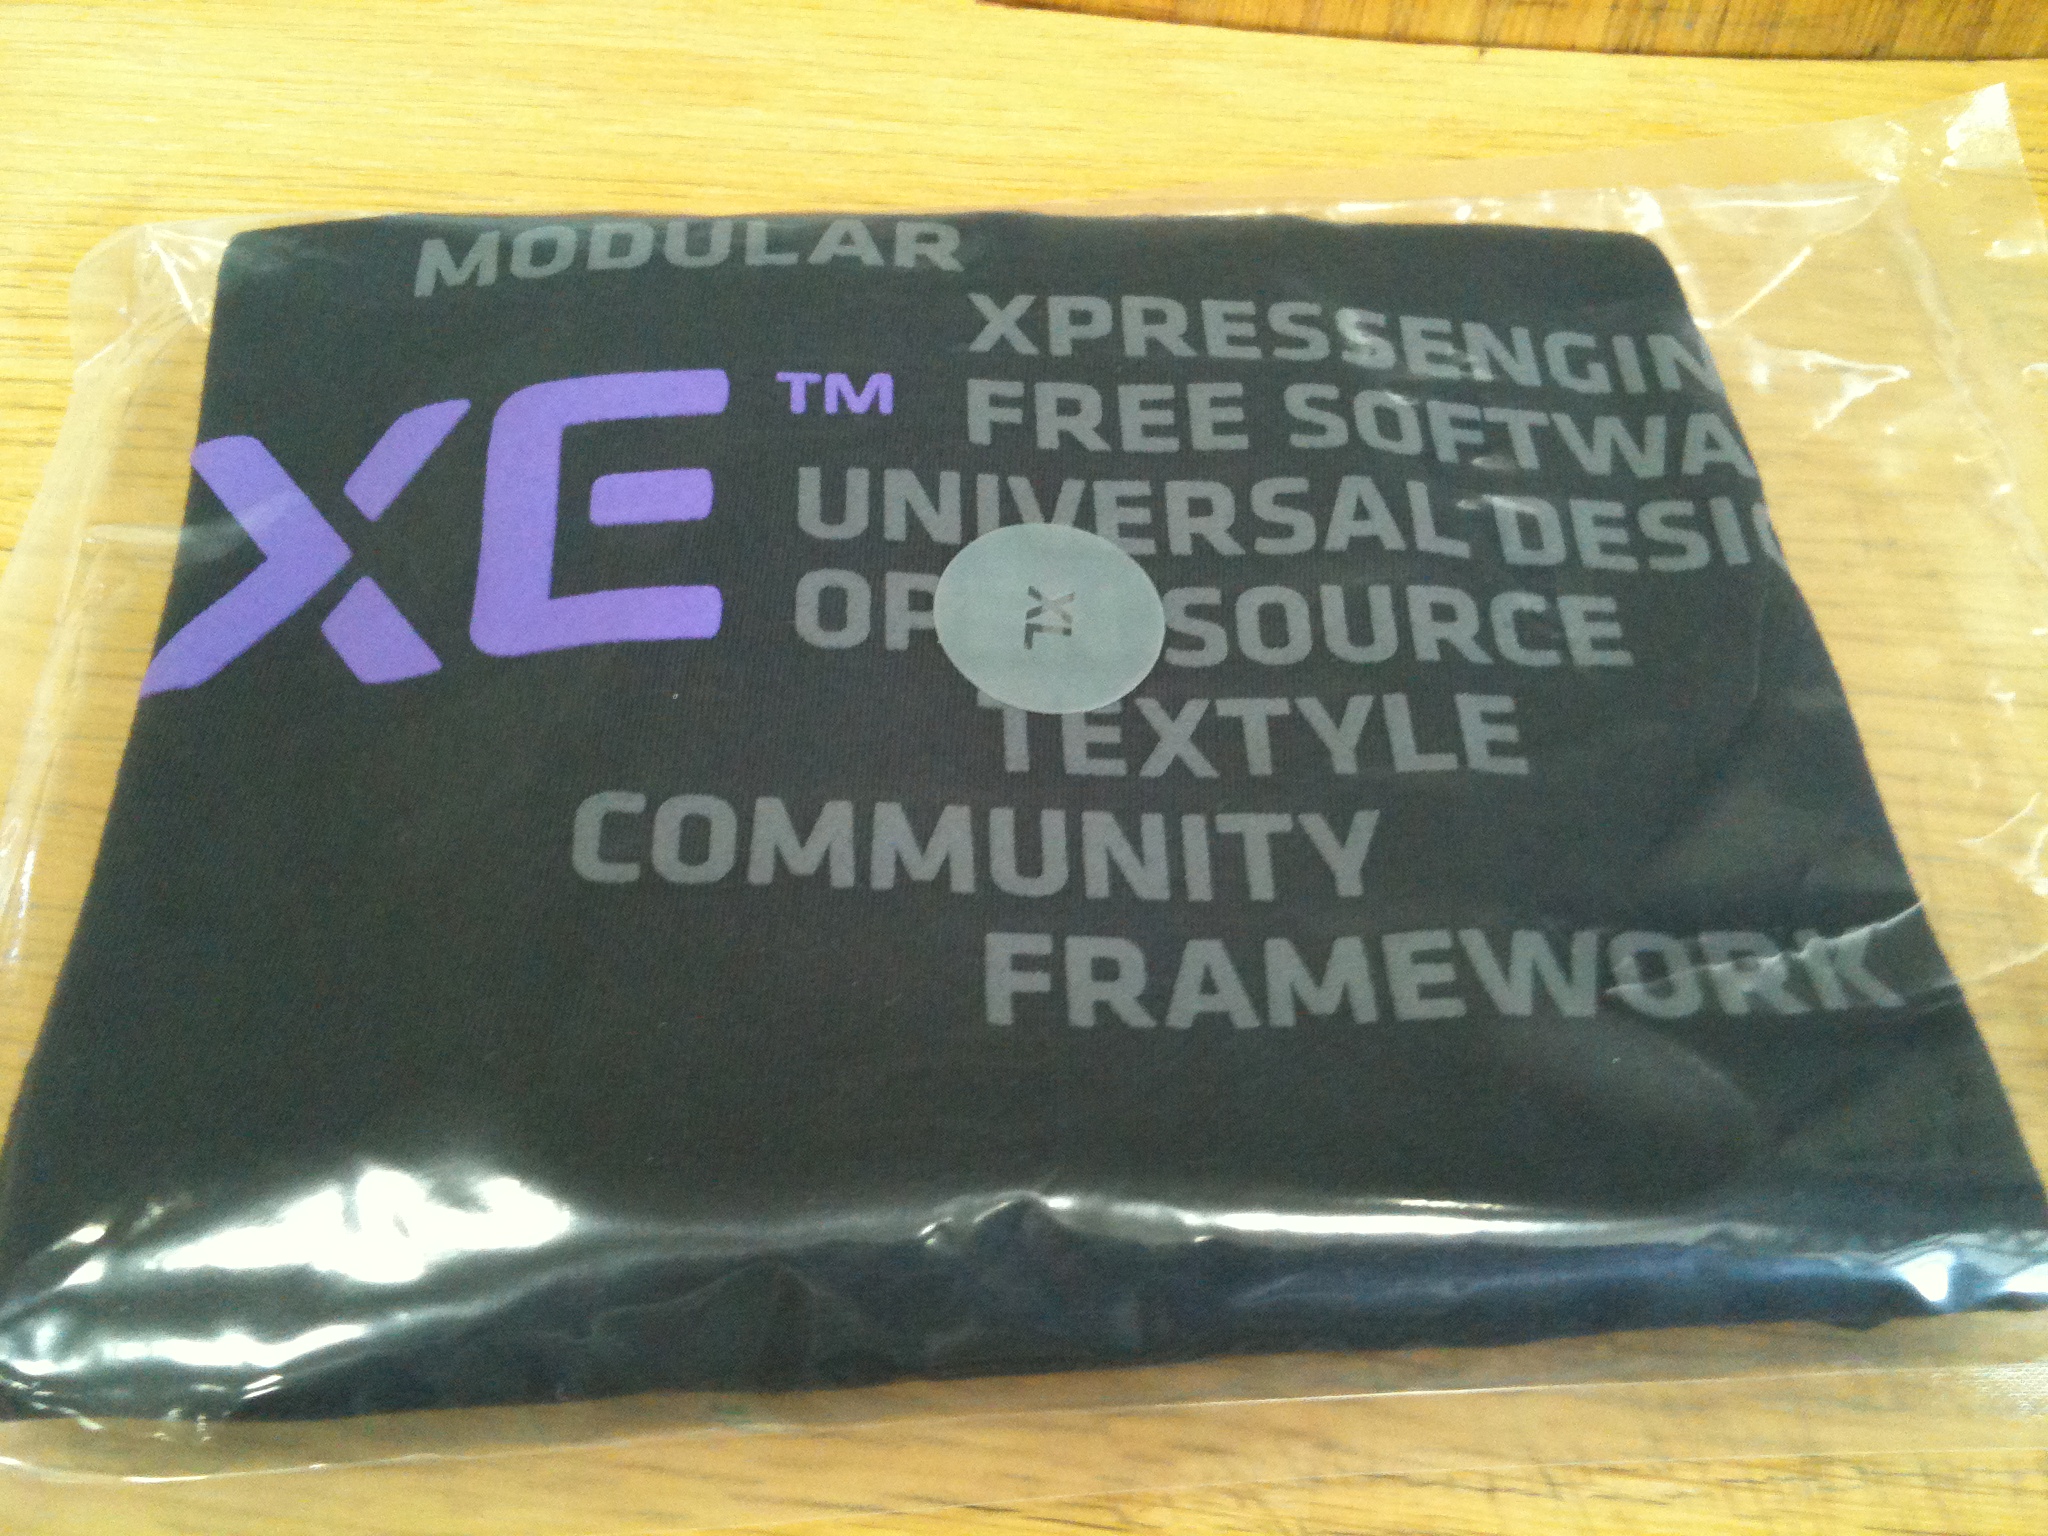 MODULAR
XPRESSENGIN
XE™
FREE SOFTWA
UNIVERSAL DESIG
OP SOURCE
XL
TEXTYLE
COMMUNITY
FRAMEWORK